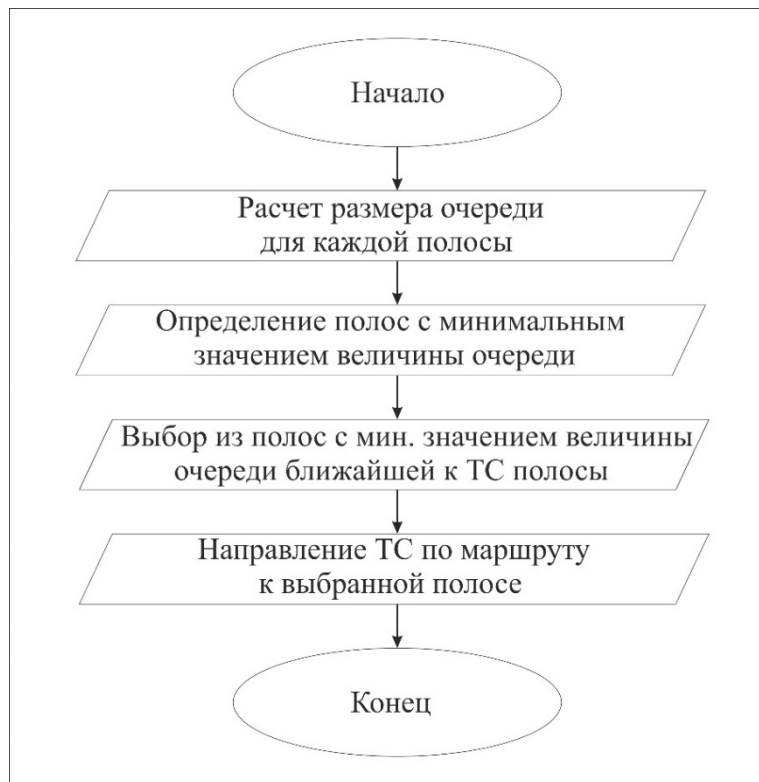 Начало
Расчет размера очереди
для каждой полосы
Определение полос с минимальным
значением величины очереди
Выбор из полос с мин. значением величины
очереди ближайшей к ТС полосы
Направление ТС по маршруту
к выбранной полосе
Конец